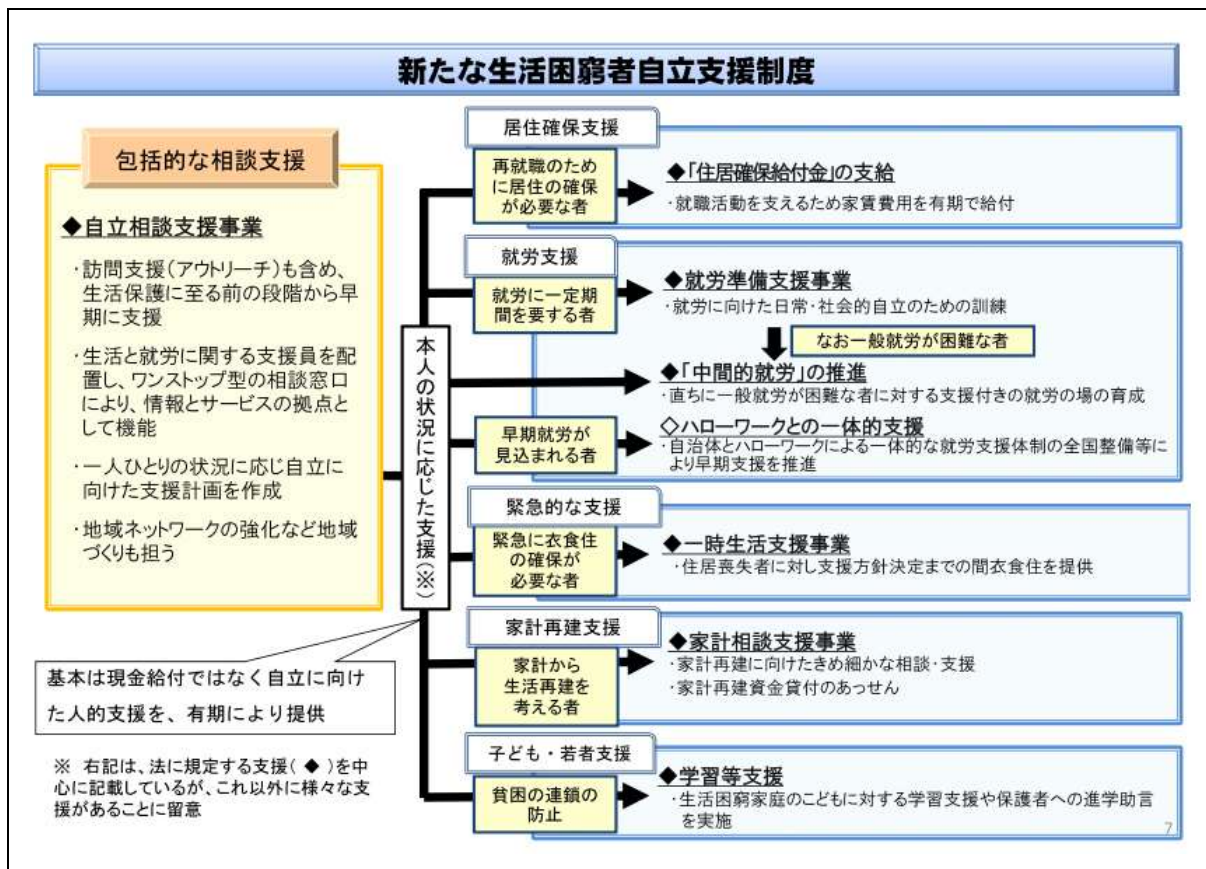 新たな生活困窮者自立支援制度
包括的な相談支援
◆自立相談支援事業
・訪問支援(アウトリーチ)も含め、
生活保護に至る前の段階から早
期に支援
・生活と就労に関する支援員を配
置し、ワンストップ型の相談窓口
により、情報とサービスの拠点と
して機能
・一人ひとりの状況に応じ自立に
向けた支援計画を作成
・地域ネットワークの強化など地域
づくりも担う
基本は現金給付ではなく自立に向け
た人的支援を、有期により提供
※ 右記は、法に規定する支援(◆)を中
心に記載しているが、これ以外に様々な支
援があることに留意
本人の状況に応じた支援(※)
居住確保支援
再就職のため
に居住の確保
が必要な者
◆「住居確保給付金」の支給
・就職活動を支えるため家賃費用を有期で給付
就労支援
就労に一定期
間を要する者
◆就労準備支援事業
・就労に向けた日常・社会的自立のための訓練
なお一般就労が困難な者
◆「中間的就労」の推進
・直ちに一般就労が困難な者に対する支援付きの就労の場の育成
早期就労が
見込まれる者
◇ハローワークとの一体的支援
・自治体とハローワークによる一体的な就労支援体制の全国整備等に
より早期支援を推進
緊急的な支援
緊急に衣食住
の確保が
必要な者
◆一時生活支援事業
・住居喪失者に対し支援方針決定までの間衣食住を提供
家計再建支援
家計から
生活再建を
考える者
◆家計相談支援事業
・家計再建に向けたきめ細かな相談・支援
・家計再建資金貸付のあっせん
子ども・若者支援
貧困の連鎖の
防止
◆学習等支援
・生活困窮家庭のこどもに対する学習支援や保護者への進学助言
を実施
7